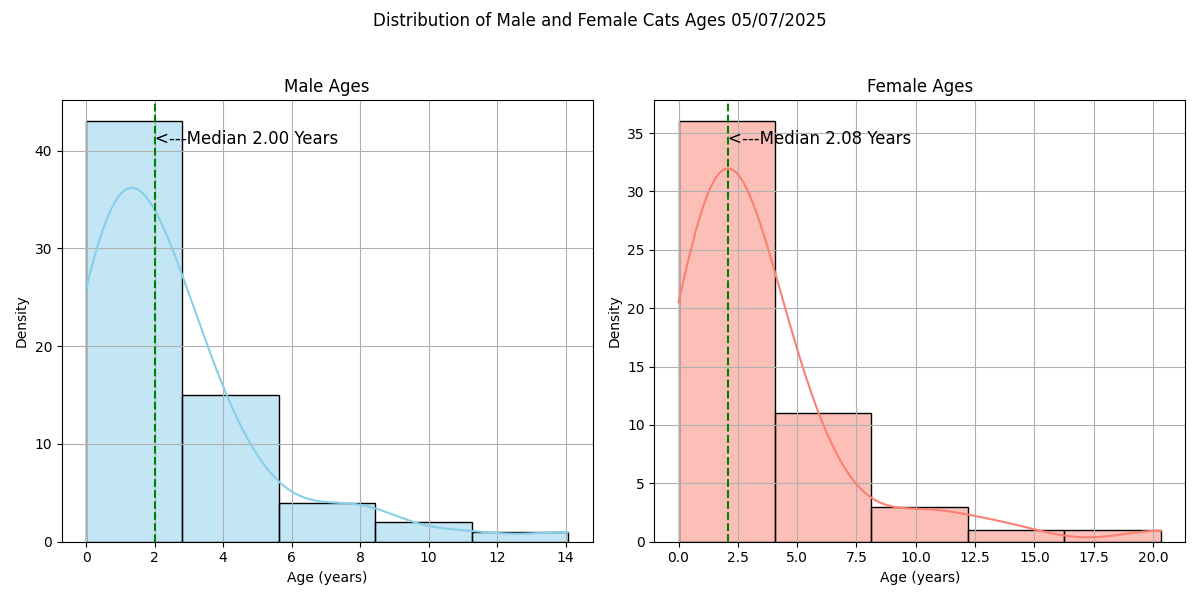 Distribution of Male and Female Cats Ages 05/07/2025
Male Ages
<---Median 2.00 Years
Density
40
30
20
10
0
0 2 4 6 8 10 12 14
Age (years)
Female Ages
<---Median 2.08 Years
Density
35
30
25
20
15
10
5
0
0.0 2.5 5.0 7.5 10.0 12.5 15.0 17.5 20.0
Age (years)